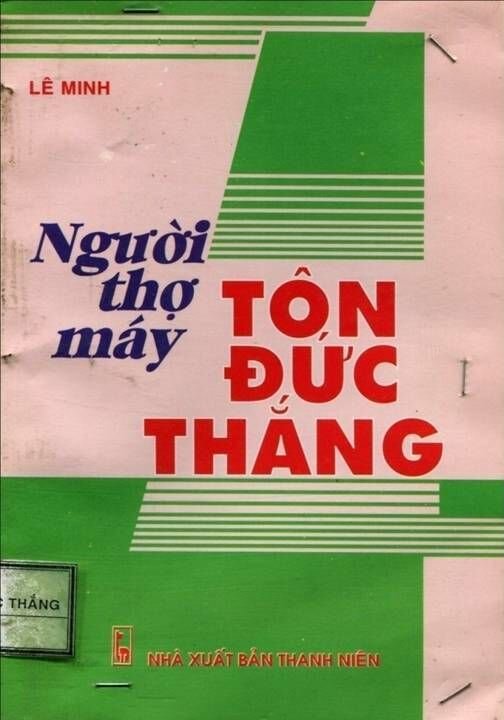 LÊ MINH
Người
thợ
máy
TÔN
ĐỨC
THẮNG
C THẮNG
NHÀ XUẤT BẢN THANH NIÊN